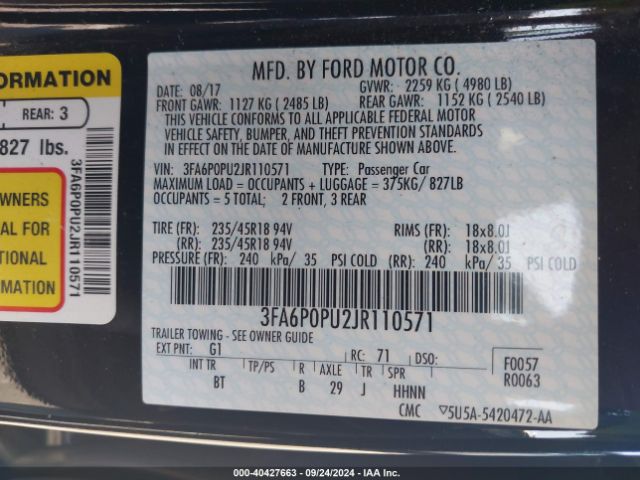 ORMATION
REAR: 3
827 lbs.
WNERS
AL FOR
TIONAL
RMATION
3FA6P0PU2JR110571
MFD. BY FORD MOTOR CO.
DATE: 08/17 GVWR: 2259 KG ( 4980 LB)
FRONT GAWR: 1127 KG ( 2485 LB) REAR GAWR: 1152 KG ( 2540 LB)
THIS VEHICLE CONFORMS TO ALL APPLICABLE FEDERAL MOTOR
VEHICLE SAFETY, BUMPER, AND THEFT PREVENTION STANDARDS
IN EFFECT ON THE DATE OF MANUFACTURE SHOWN ABOVE.
VIN: 3FA6P0PU2JR110571 TYPE: Passenger Car
MAXIMUM LOAD = OCCUPANTS + LUGGAGE = 375KG/ 827LB
OCCUPANTS = 5 TOTAL; 2 FRONT, 3 REAR
TIRE (FR): 235/45R18 94V RIMS (FR): 18x8.0J
(RR): 235/45R18 94V (RR): 18x8.0J
PRESSURE (FR): 240 kPa/ 35 PSI COLD (RR): 240 kPa/ 35 PSI COLD
3FA6P0PU2JR110571
TRAILER TOWING - SEE OWNER GUIDE
EXT PNT: G1 RC: 71 DSO: F0057
INT TR TP/PS R AXLE TR SPR R0063
BT B 29 J HHNN
CMC ▽5U5A-5420472-AA
000-40427663 - 09/24/2024 - IAA Inc.